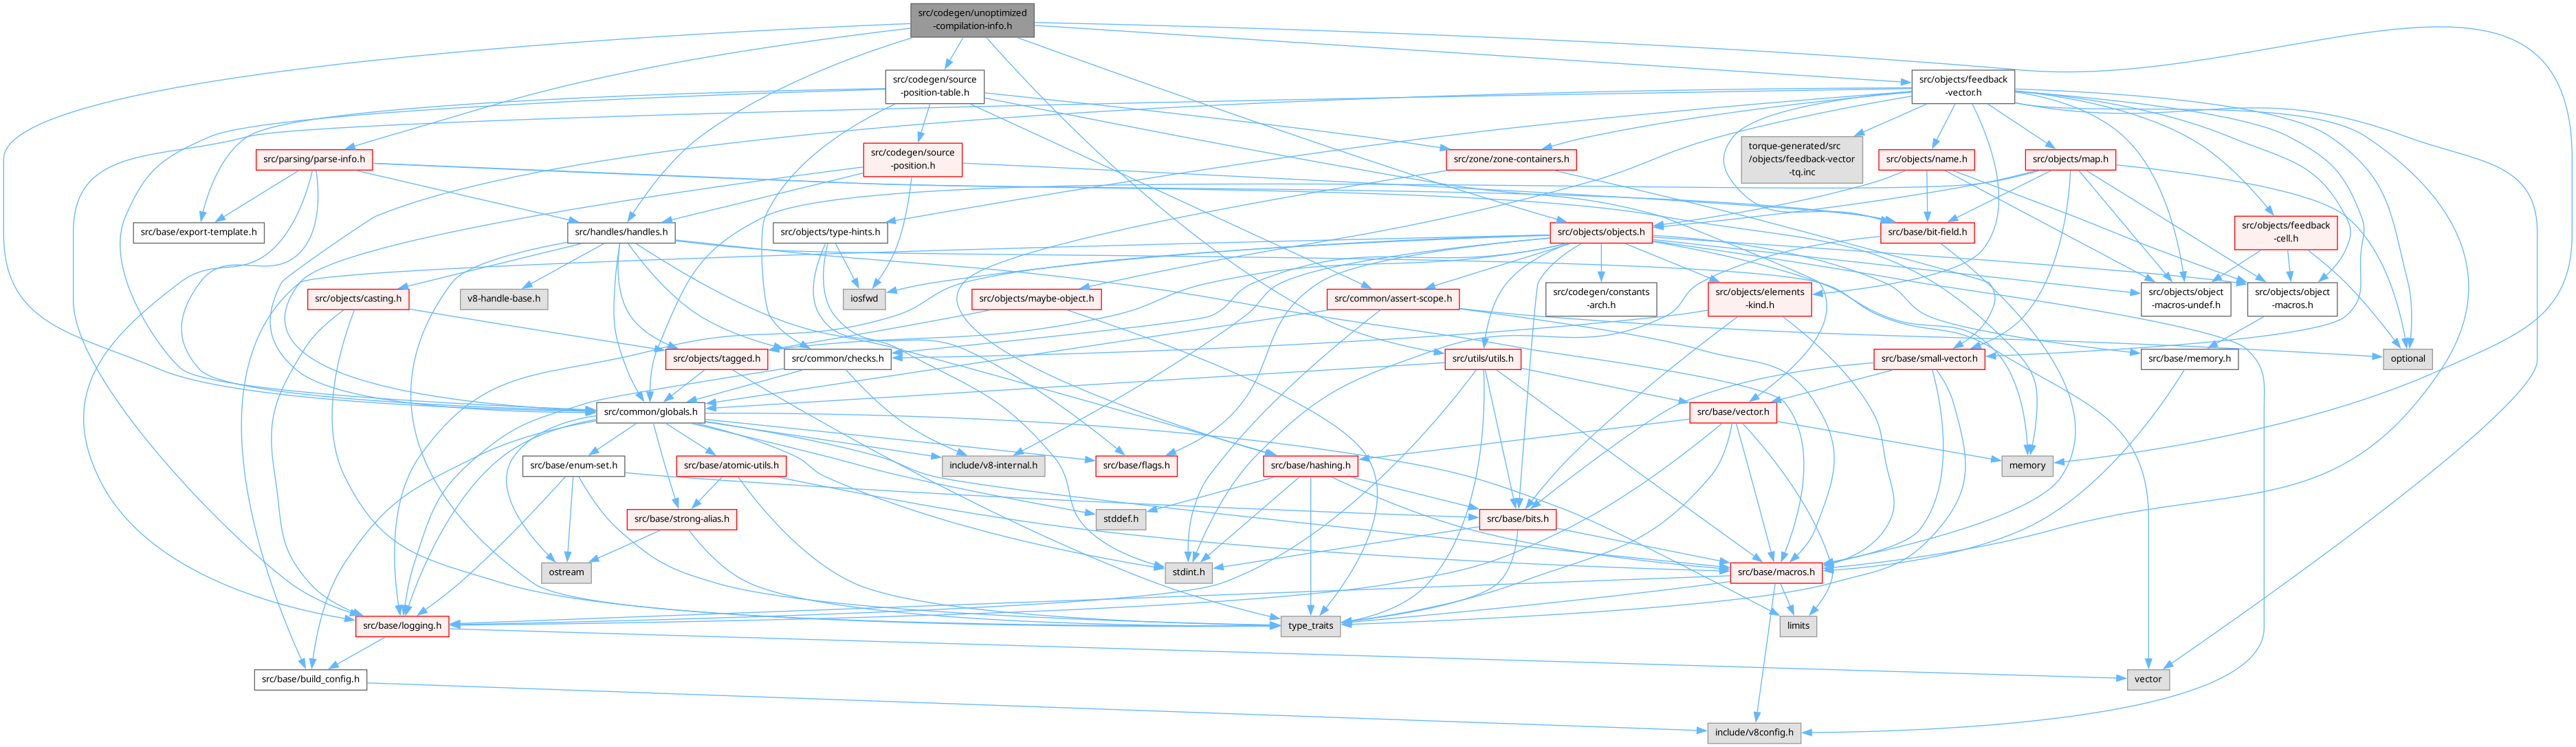 src/codegen/unoptimized
-compilation-info.h
src/codegen/source
-position-table.h
src/objects/feedback
-vector.h
src/parsing/parse-info.h
src/codegen/source
-position.h
src/zone/zone-containers.h
torque-generated/src
/objects/feedback-vector
-tq.inc
src/objects/name.h
src/objects/map.h
src/base/export-template.h
src/handles/handles.h
src/objects/type-hints.h
src/objects/objects.h
src/base/bit-field.h
src/objects/feedback
-cell.h
src/objects/casting.h
v8-handle-base.h
iosfwd
src/objects/maybe-object.h
src/common/assert-scope.h
src/codegen/constants
-arch.h
src/objects/elements
-kind.h
src/objects/object
-macros-undef.h
src/objects/object
-macros.h
src/objects/tagged.h
src/common/checks.h
src/utils/utils.h
src/base/small-vector.h
src/base/memory.h
optional
src/common/globals.h
src/base/vector.h
src/base/enum-set.h
src/base/atomic-utils.h
include/v8-internal.h
src/base/flags.h
src/base/hashing.h
memory
src/base/strong-alias.h
stddef.h
src/base/bits.h
ostream
stdint.h
src/base/macros.h
src/base/logging.h
type_traits
limits
src/base/build_config.h
vector
include/v8config.h